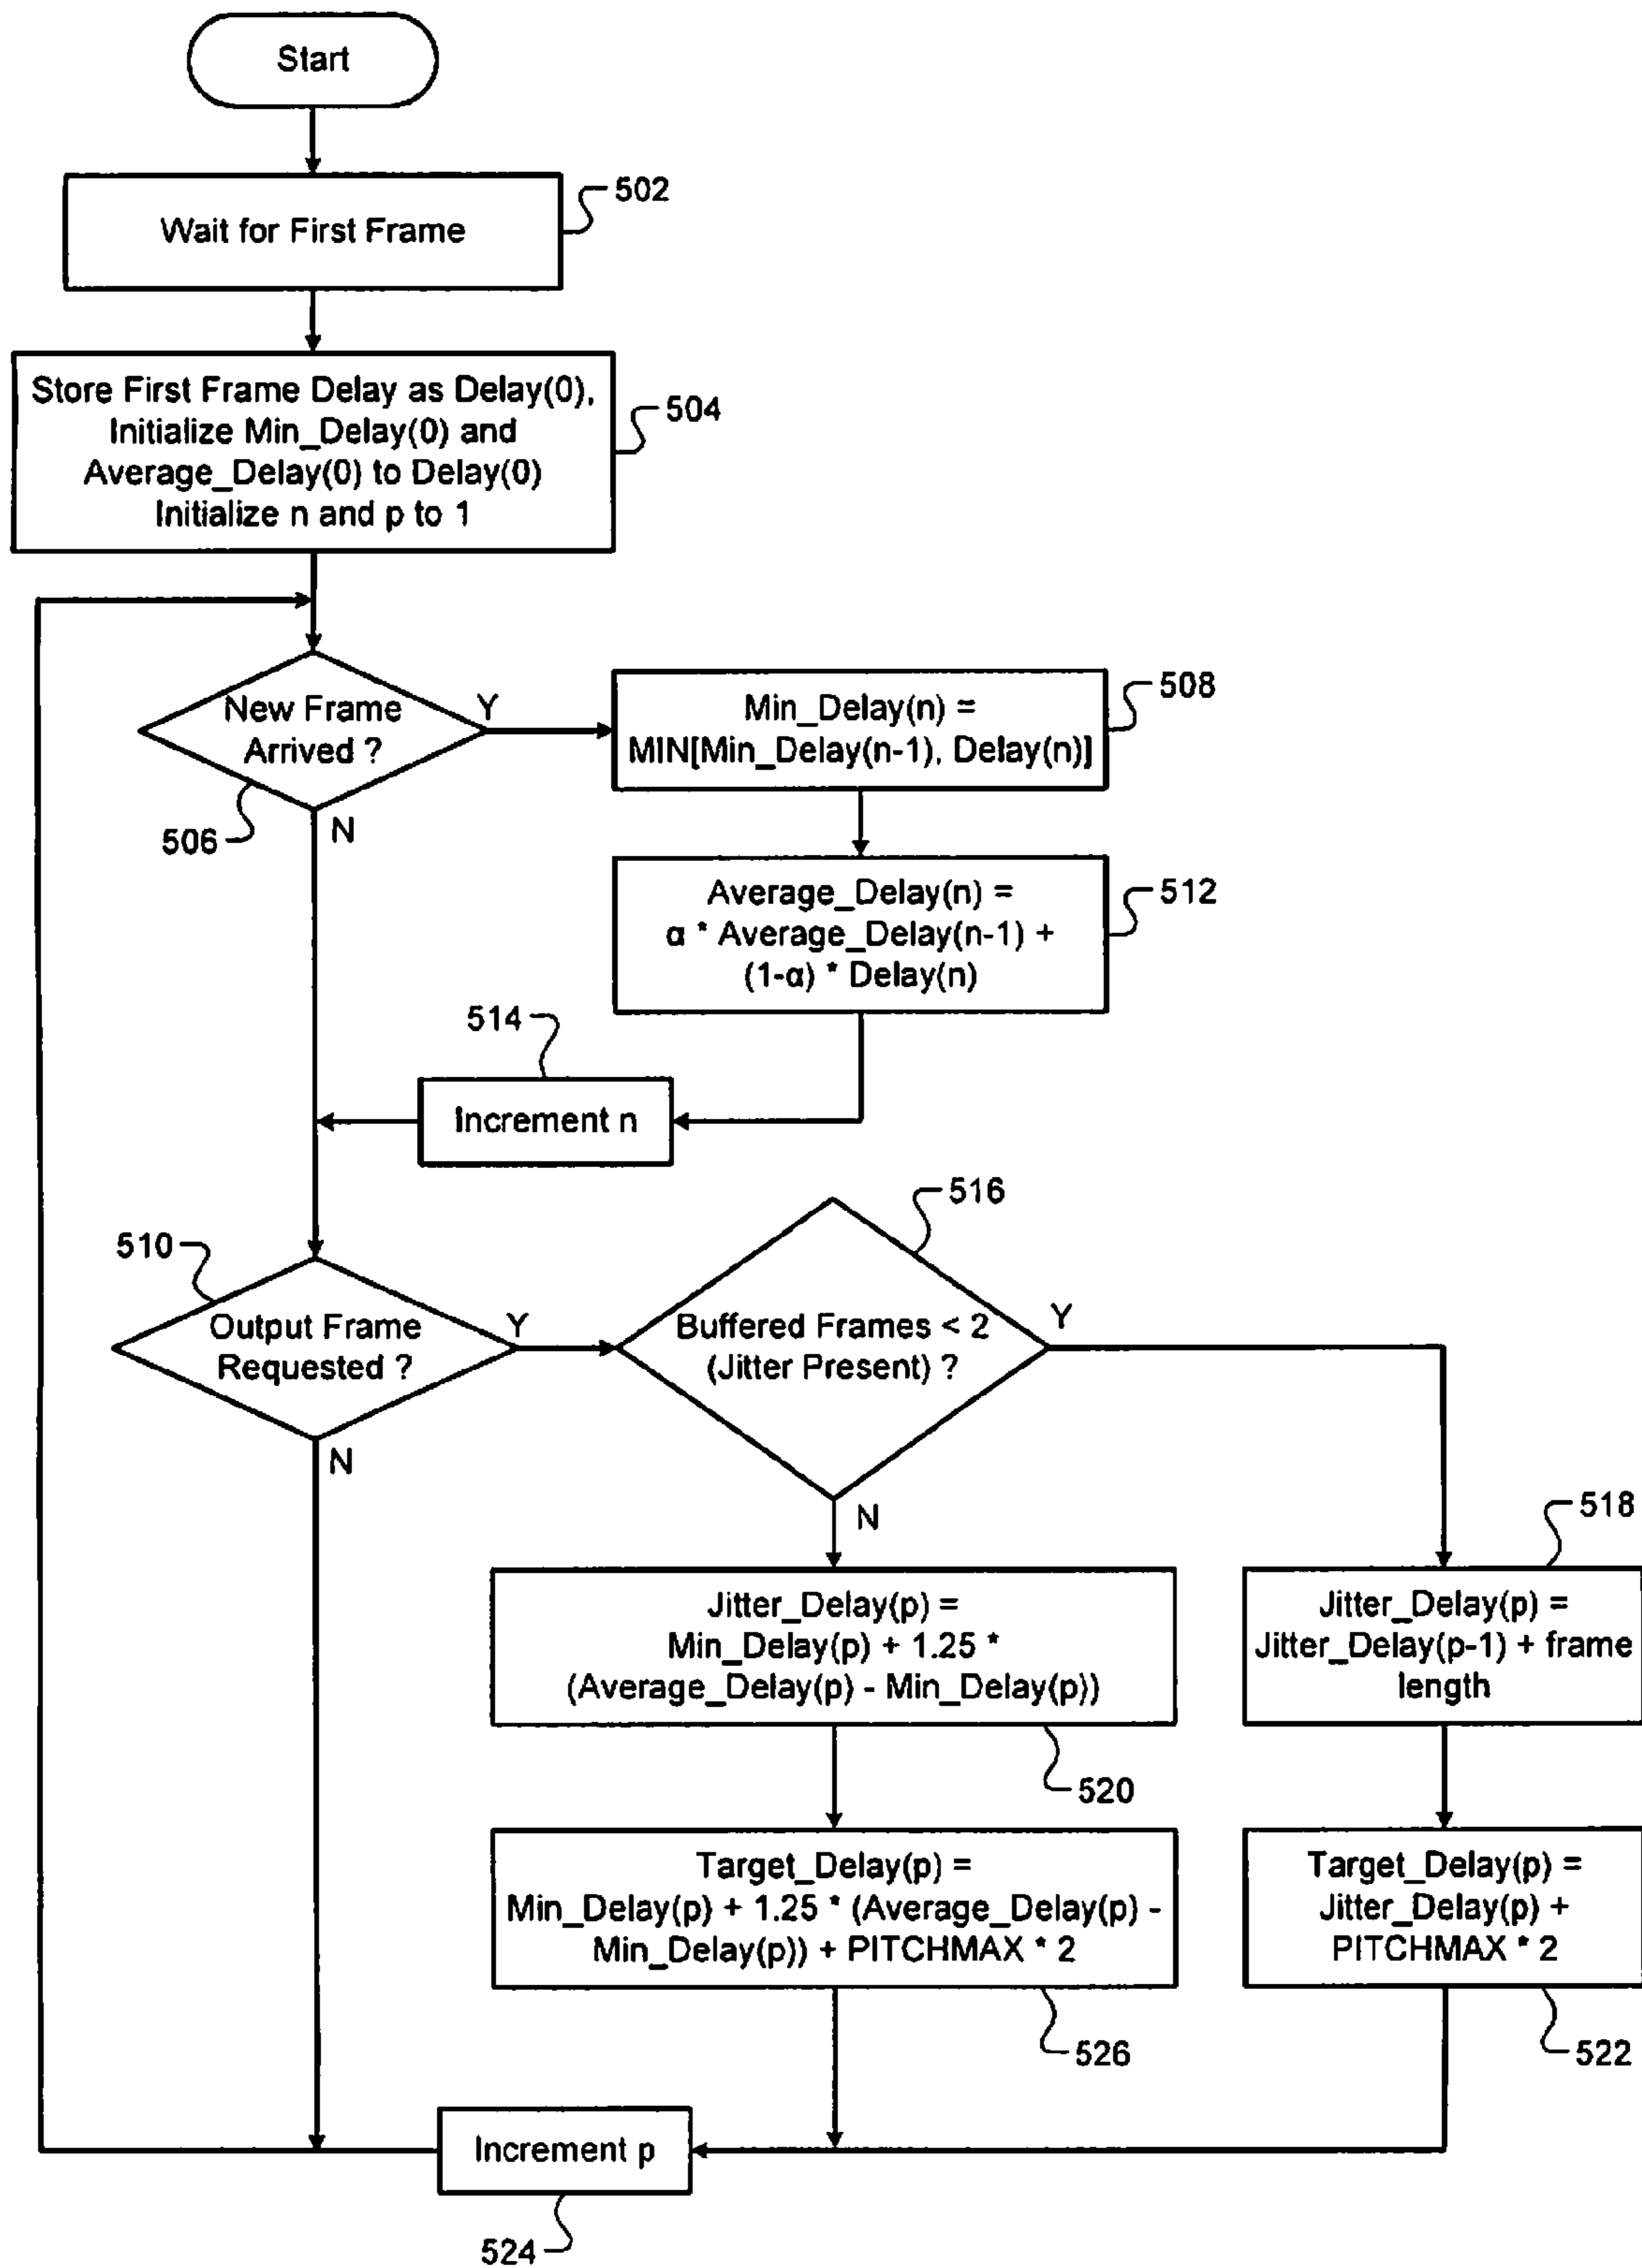 Start
502
Wait for First Frame
Store First Frame Delay as Delay(0),
Initialize Min_Delay(0) and
Average_Delay(0) to Delay(0)
Initialize n and p to 1
504
New Frame
Arrived ?
Y
N
506
Min_Delay(n) =
MIN[Min_Delay(n-1), Delay(n)]
508
Average_Delay(n) =
α * Average_Delay(n-1) +
(1-α) * Delay(n)
512
514
Increment n
510
Output Frame
Requested ?
Y
N
516
Buffered Frames < 2
(Jitter Present) ?
Y
N
518
Jitter_Delay(p) =
Min_Delay(p) + 1.25 *
(Average_Delay(p) - Min_Delay(p))
520
Jitter_Delay(p) =
Jitter_Delay(p-1) + frame
length
Target_Delay(p) =
Min_Delay(p) + 1.25 * (Average_Delay(p) -
Min_Delay(p)) + PITCHMAX * 2
526
Target_Delay(p) =
Jitter_Delay(p) +
PITCHMAX * 2
522
Increment p
524